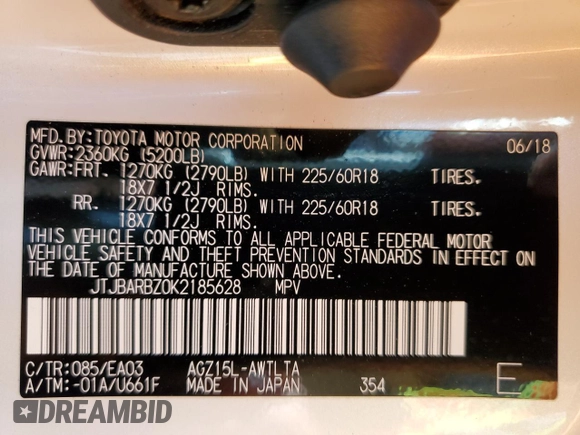 MFD.BY:TOYOTA MOTOR CORPORATION 06/18
GVWR:2360KG (5200LB)
GAWR:FRT. 1270KG (2790LB) WITH 225/60R18 TIRES.
18X7 1/2J RIMS.
RR. 1270KG (2790LB) WITH 225/60R18 TIRES.
18X7 1/2J RIMS.
THIS VEHICLE CONFORMS TO ALL APPLICABLE FEDERAL MOTOR
VEHICLE SAFETY AND THEFT PREVENTION STANDARDS IN EFFECT ON
THE DATE OF MANUFACTURE SHOWN ABOVE.
JTJBARBZ0K2185628 MPV
C/TR:085/EA03 AGZ15L-AWTLTA
A/TM:-01A/U661F MADE IN JAPAN 354 E
DREAMBID